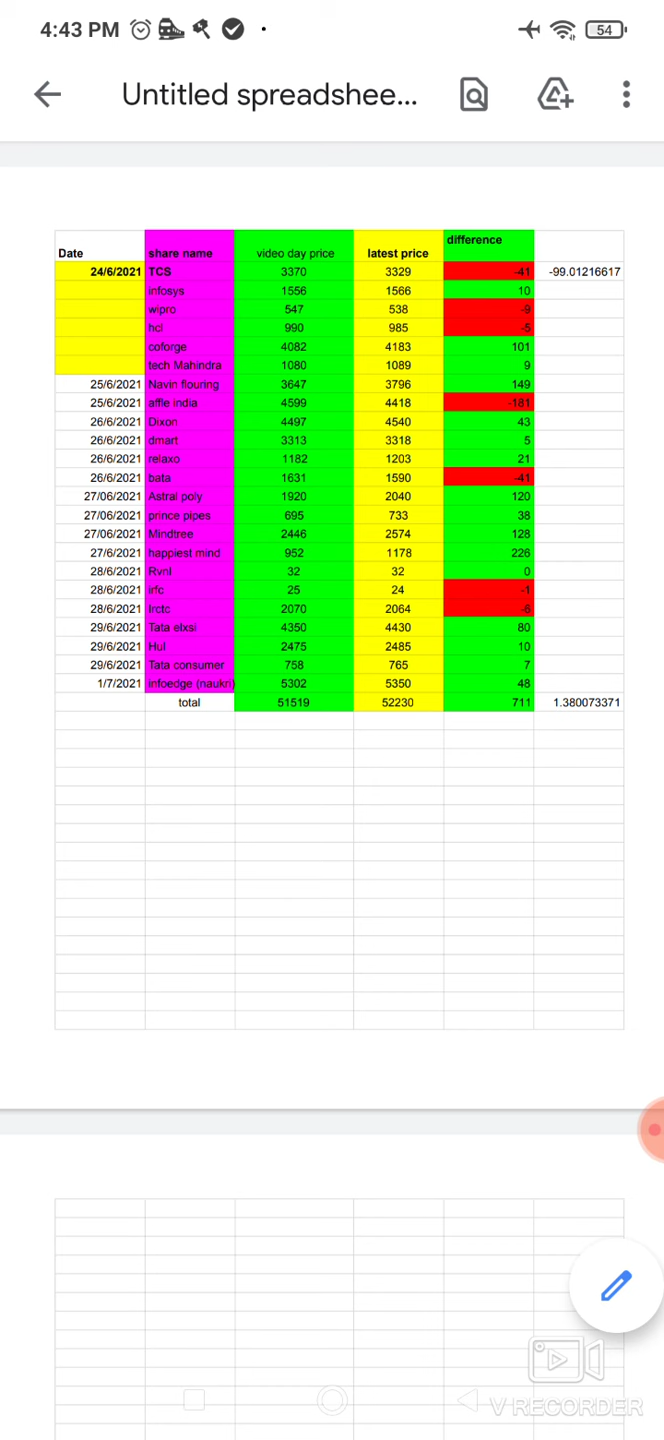 4:43 PM
54
Untitled spreadshee...
Date share name video day price latest price difference
24/6/2021 TCS 3370 3329 -41 -99.01216617
infosys 1556 1566 10
wipro 547 538 -9
hcl 990 985 -5
coforge 4082 4183 101
tech Mahindra 1080 1089 9
25/6/2021 Navin flouring 3647 3796 149
25/6/2021 affle india 4599 4418 -181
26/6/2021 Dixon 4497 4540 43
26/6/2021 dmart 3313 3318 5
26/6/2021 relaxo 1182 1203 21
26/6/2021 bata 1631 1590 -41
27/06/2021 Astral poly 1920 2040 120
27/06/2021 prince pipes 695 733 38
27/06/2021 Mindtree 2446 2574 128
27/6/2021 happiest mind 952 1178 226
28/6/2021 Rvnl 32 32 0
28/6/2021 irfc 25 24 -1
28/6/2021 Irctc 2070 2064 -6
29/6/2021 Tata elxsi 4350 4430 80
29/6/2021 Hul 2475 2485 10
29/6/2021 Tata consumer 758 765 7
1/7/2021 infoedge (naukri) 5302 5350 48
total 51519 52230 711 1.380073371
V RECORDER